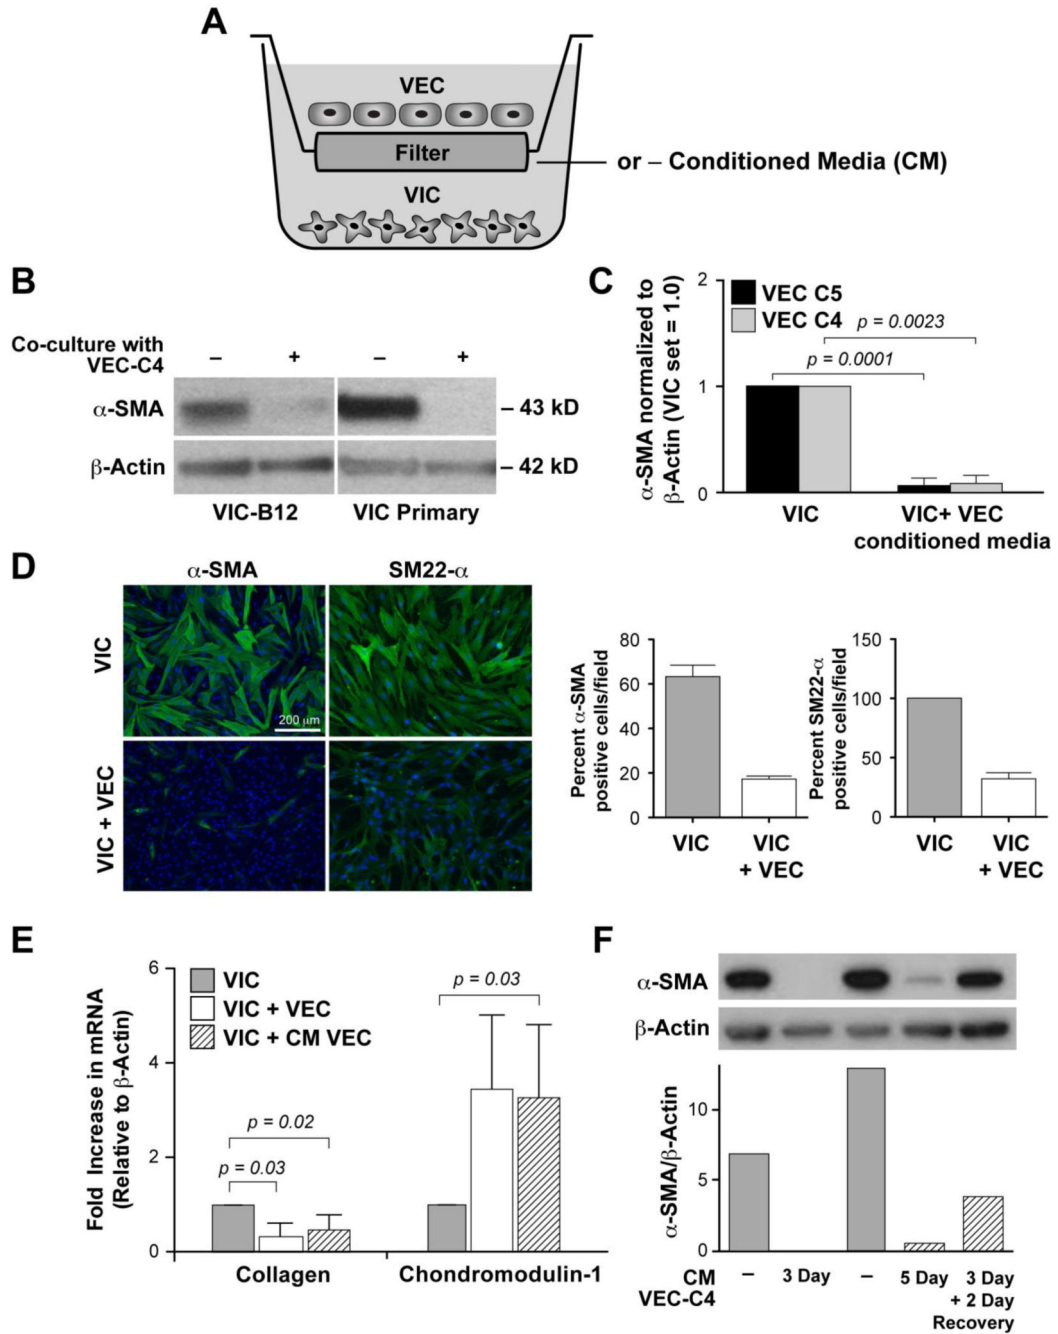 A
VEC
Filter
or – Conditioned Media (CM)
VIC
B
Co-culture with
VEC-C4
– + – +
α-SMA
– 43 kD
β-Actin
– 42 kD
VIC-B12
VIC Primary
C
α-SMA normalized to
β-Actin (VIC set = 1.0)
2
1
0
VEC C5
VEC C4
p = 0.0023
p = 0.0001
VIC
VIC+ VEC
conditioned media
D
α-SMA
SM22-α
VIC
200 µm
VIC + VEC
Percent α-SMA
positive cells/field
80
60
40
20
0
VIC
VIC
+ VEC
Percent SM22-α
positive cells/field
150
100
50
0
VIC
VIC
+ VEC
E
Fold Increase in mRNA
(Relative to β-Actin)
6
4
2
0
VIC
VIC + VEC
VIC + CM VEC
p = 0.03
p = 0.02
p = 0.03
Collagen
Chondromodulin-1
F
α-SMA
β-Actin
α-SMA/β-Actin
10
5
0
CM
VEC-C4
– 3 Day – 5 Day 3 Day
+ 2 Day
Recovery